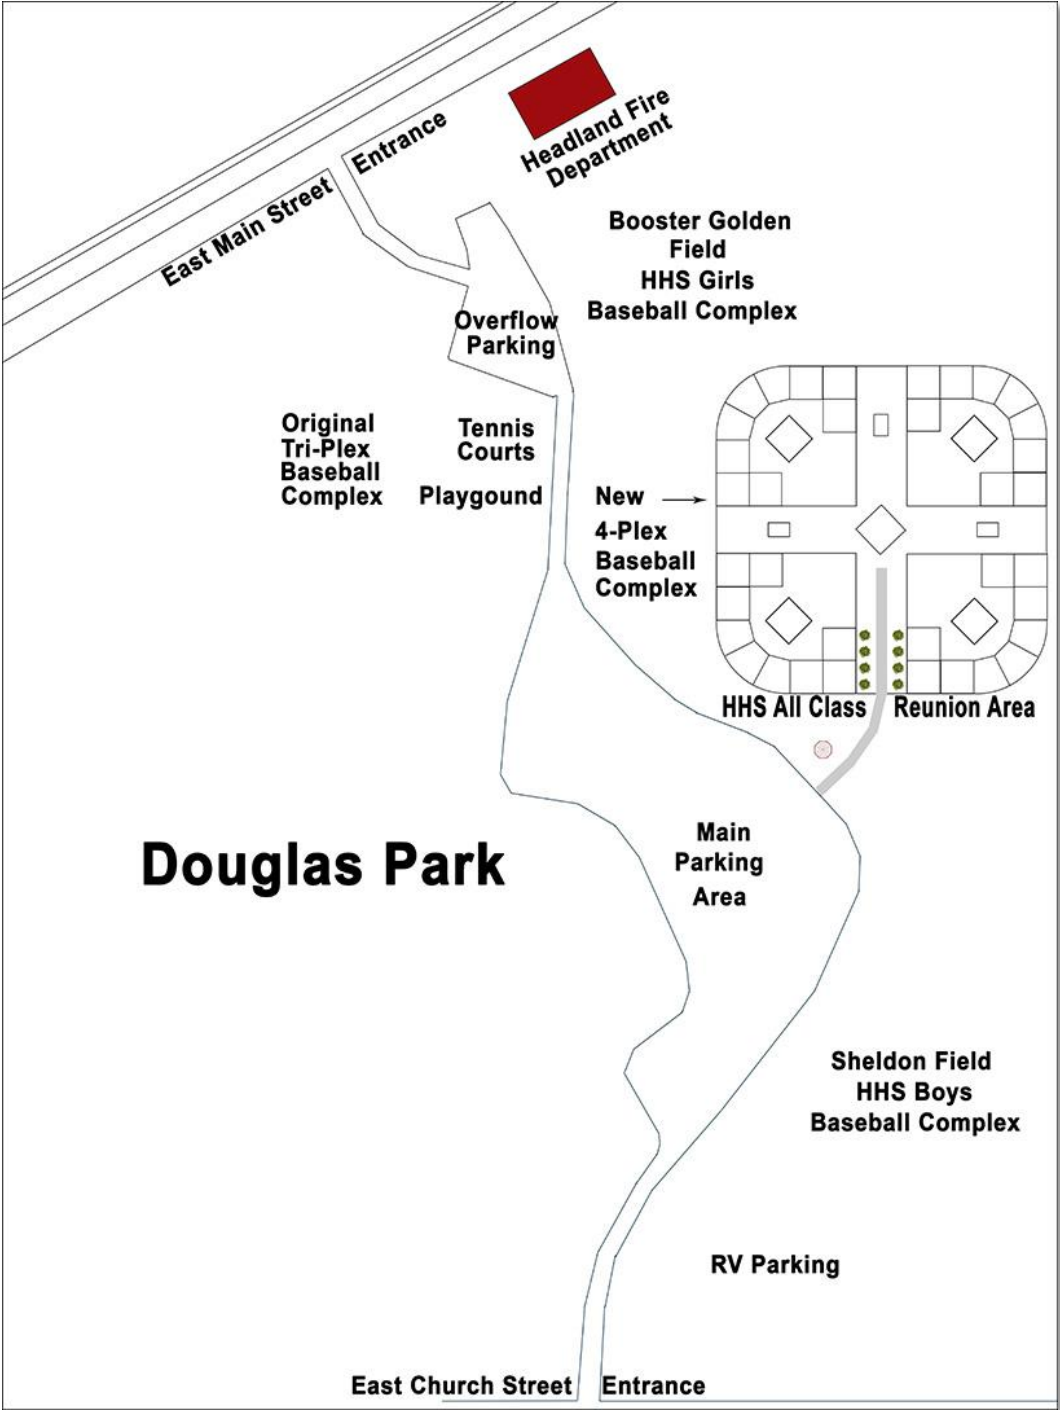 Entrance
East Main Street
Headland Fire
Department
Booster Golden
Field
HHS Girls
Baseball Complex
Overflow
Parking
Original
Tri-Plex
Baseball
Complex
Tennis
Courts
Playgound
New
4-Plex
Baseball
Complex
HHS All Class Reunion Area
Main
Parking
Area
Douglas Park
Sheldon Field
HHS Boys
Baseball Complex
RV Parking
East Church Street Entrance